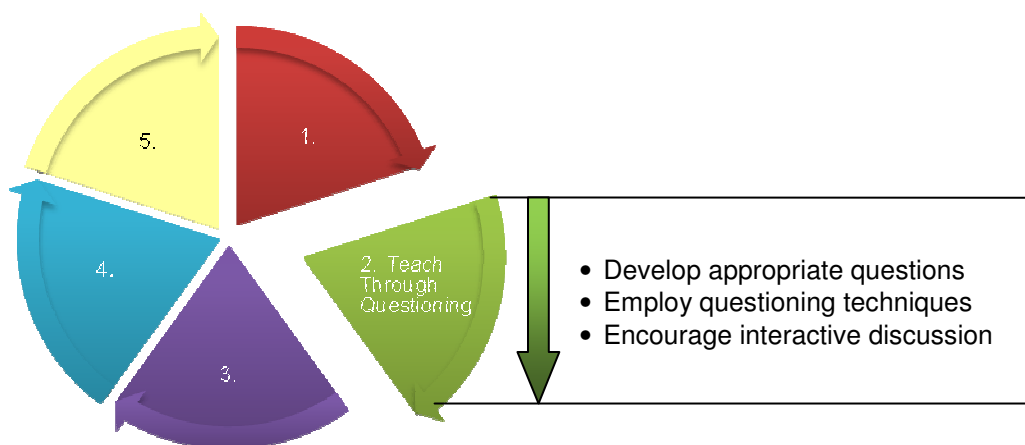 5.
1.
2. Teach
Through
Questioning
4.
3.
• Develop appropriate questions
• Employ questioning techniques
• Encourage interactive discussion